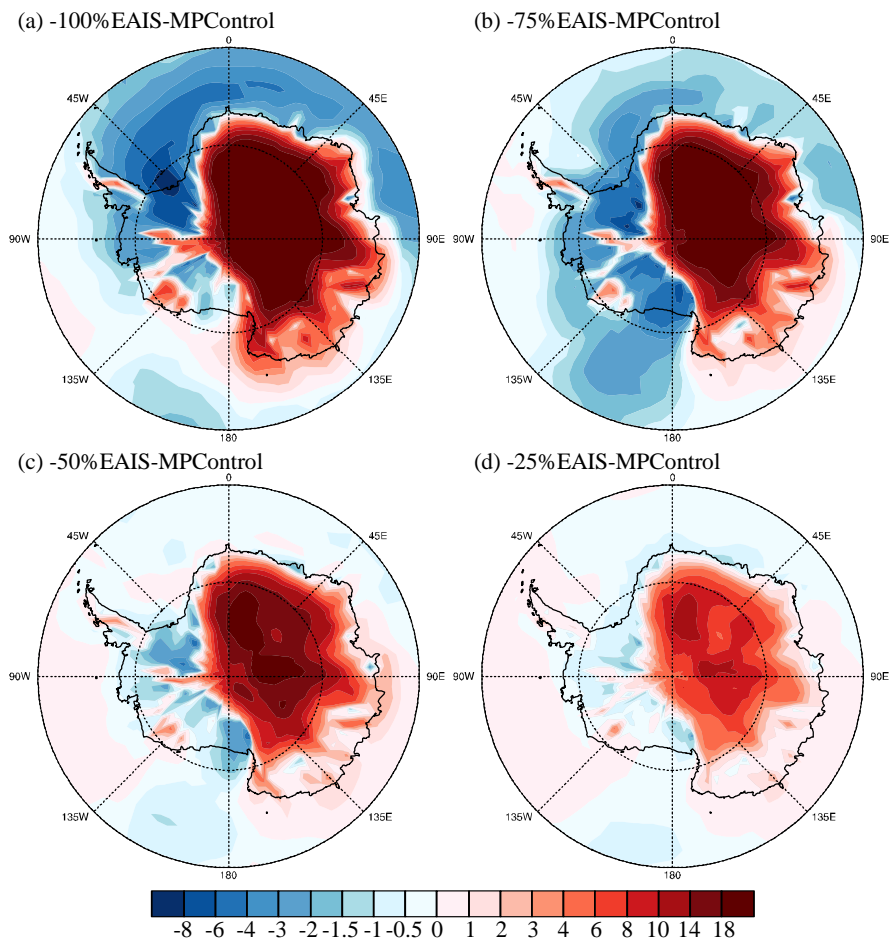 (a) -100%EAIS-MPControl
(b) -75%EAIS-MPControl
0
0
45W
45E
45W
45E
90W
90E
90W
90E
135W
135E
135W
135E
180
180
(c) -50%EAIS-MPControl
(d) -25%EAIS-MPControl
0
0
45W
45E
45W
45E
90W
90E
90W
90E
135W
135E
135W
135E
180
180
-8 -6 -4 -3 -2 -1.5 -1 -0.5 0 1 2 3 4 6 8 10 14 18